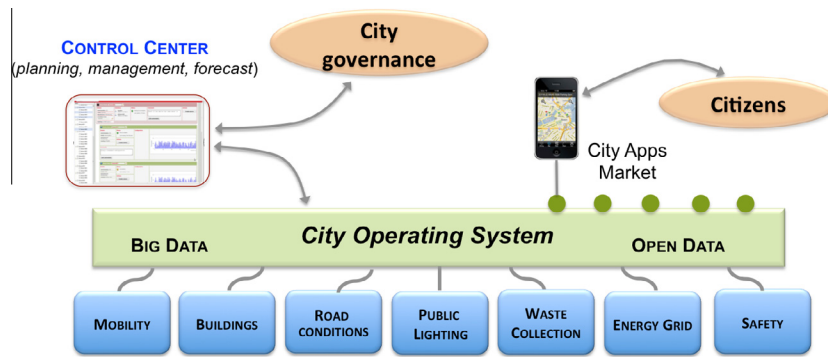 CONTROL CENTER
(planning, management, forecast)
City
governance
Citizens
City Apps
Market
City Operating System
BIG DATA
OPEN DATA
MOBILITY
BUILDINGS
ROAD
CONDITIONS
PUBLIC
LIGHTING
WASTE
COLLECTION
ENERGY GRID
SAFETY